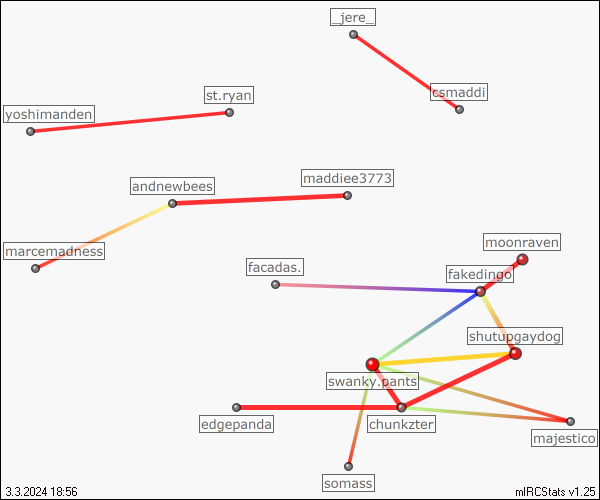 _jere_
csmaddi
st.ryan
yoshimanden
maddiee3773
andnewbees
marcemadness
moonraven
facadas.
fakedingo
shutupgaydog
swanky.pants
edgepanda
chunkzter
majestico
somass
3.3.2024 18:56
mIRCStats v1.25